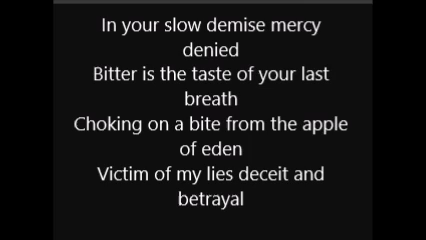 In your slow demise mercy
denied
Bitter is the taste of your last
breath
Choking on a bite from the apple
of eden
Victim of my lies deceit and
betrayal